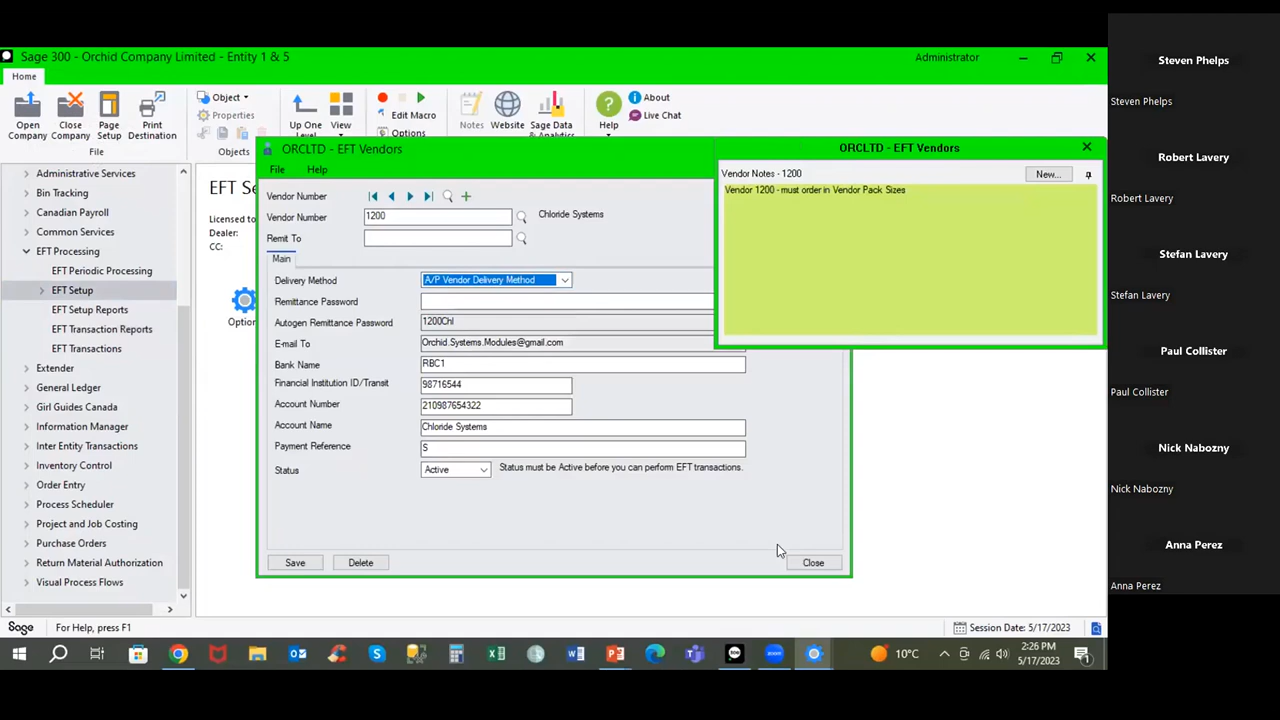 Sage 300 - Orchid Company Limited - Entity 1 & 5
Administrator
Home
Open Company
Close Company
Page Setup
Print Destination
File
Object
Properties
Objects
Up One Level
View
Edit Macro
Options
Notes
Website
Sage Data & Analytics
Help
About
Live Chat
Administrative Services
Bin Tracking
Canadian Payroll
Common Services
EFT Processing
EFT Periodic Processing
EFT Setup
EFT Setup Reports
EFT Transaction Reports
EFT Transactions
Extender
General Ledger
Girl Guides Canada
Information Manager
Inter Entity Transactions
Inventory Control
Order Entry
Process Scheduler
Project and Job Costing
Purchase Orders
Return Material Authorization
Visual Process Flows
EFT Se
Licensed to
Dealer:
CC:
Option
ORCLTD - EFT Vendors
File Help
Vendor Number
Vendor Number 1200 Chloride Systems
Remit To
Main
Delivery Method A/P Vendor Delivery Method
Remittance Password
Autogen Remittance Password 1200Chl
E-mail To Orchid.Systems.Modules@gmail.com
Bank Name RBC1
Financial Institution ID/Transit 98716544
Account Number 210987654322
Account Name Chloride Systems
Payment Reference S
Status Active Status must be Active before you can perform EFT transactions.
Save Delete Close
ORCLTD - EFT Vendors
Vendor Notes - 1200 New...
Vendor 1200 - must order in Vendor Pack Sizes
Sage For Help, press F1 Session Date: 5/17/2023
10°C
2:26 PM
5/17/2023
1
Steven Phelps
Steven Phelps
Robert Lavery
Robert Lavery
Stefan Lavery
Stefan Lavery
Paul Collister
Paul Collister
Nick Nabozny
Nick Nabozny
Anna Perez
Anna Perez